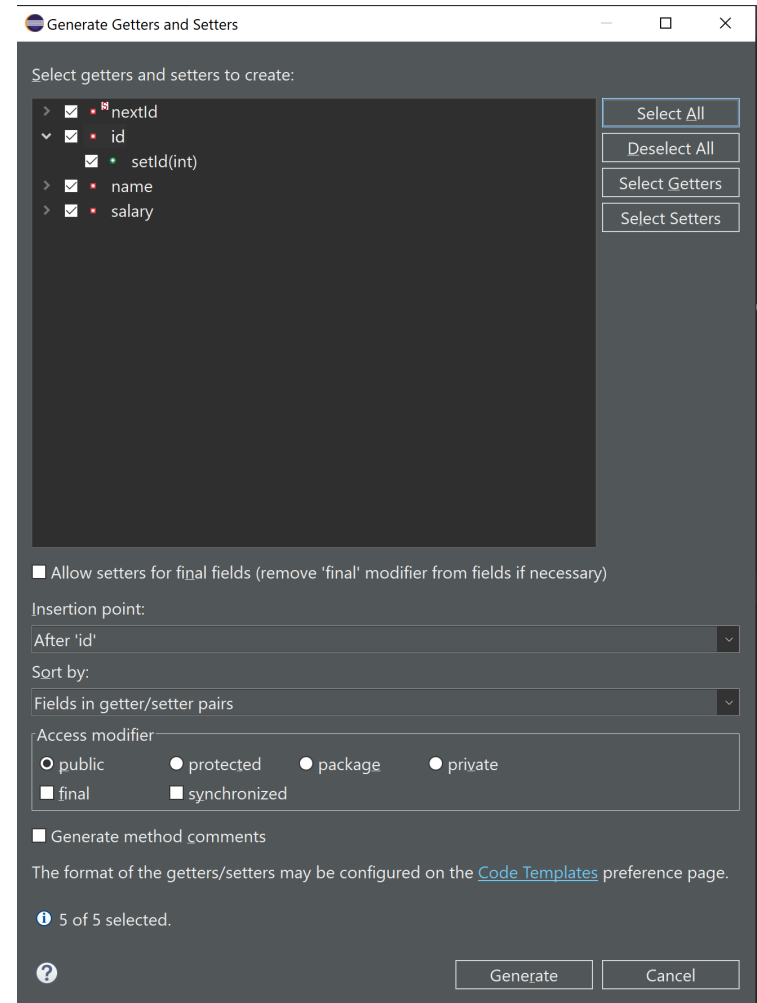 Generate Getters and Setters
Select getters and setters to create:
S nextId
id
setId(int)
name
salary
Select All
Deselect All
Select Getters
Select Setters
Allow setters for final fields (remove 'final' modifier from fields if necessary)
Insertion point:
After 'id'
Sort by:
Fields in getter/setter pairs
Access modifier
public protected package private
final synchronized
Generate method comments
The format of the getters/setters may be configured on the Code Templates preference page.
5 of 5 selected.
Generate Cancel